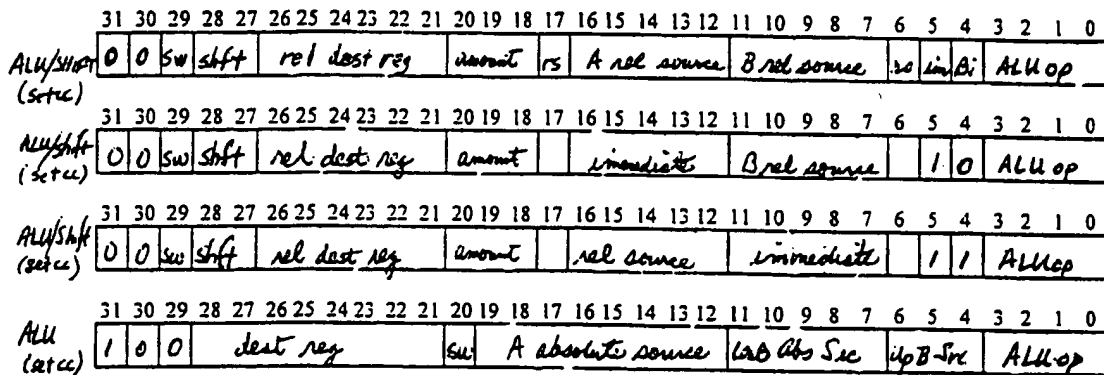 31 30 29 28 27 26 25 24 23 22 21 20 19 18 17 16 15 14 13 12 11 10 9 8 7 6 5 4 3 2 1 0
ALU/SHIFT 0 0 sw shft rel dest reg amount rs A rel source B rel source im Bi ALU op
(setcc)
31 30 29 28 27 26 25 24 23 22 21 20 19 18 17 16 15 14 13 12 11 10 9 8 7 6 5 4 3 2 1 0
ALU/shft 0 0 sw shft rel dest reg amount immediate B rel source 1 0 ALU op
(setcc)
31 30 29 28 27 26 25 24 23 22 21 20 19 18 17 16 15 14 13 12 11 10 9 8 7 6 5 4 3 2 1 0
ALU/Shft 0 0 sw shft rel dest reg amount rel source immediate 1 1 ALU op
(setcc)
31 30 29 28 27 26 25 24 23 22 21 20 19 18 17 16 15 14 13 12 11 10 9 8 7 6 5 4 3 2 1 0
ALU 1 0 0 dest reg sw A absolute source B Abs Src B Src ALU op
(setcc)